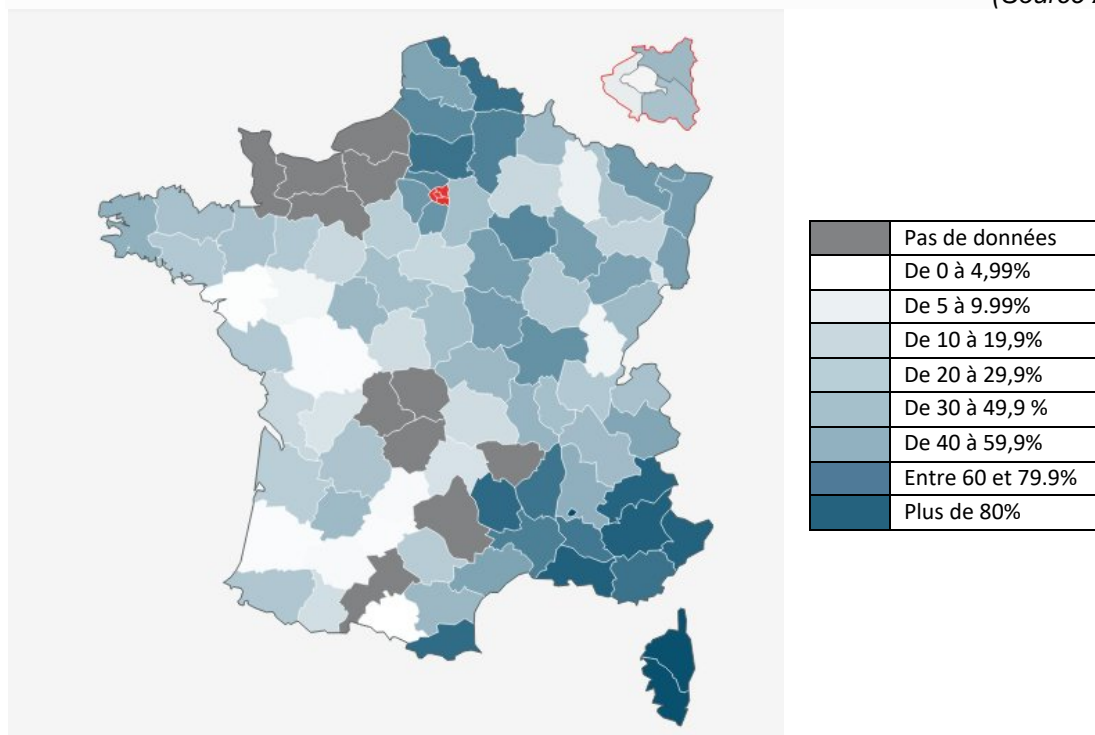 (Source
Pas de données
De 0 à 4,99%
De 5 à 9.99%
De 10 à 19,9%
De 20 à 29,9%
De 30 à 49,9 %
De 40 à 59,9%
Entre 60 et 79.9%
Plus de 80%